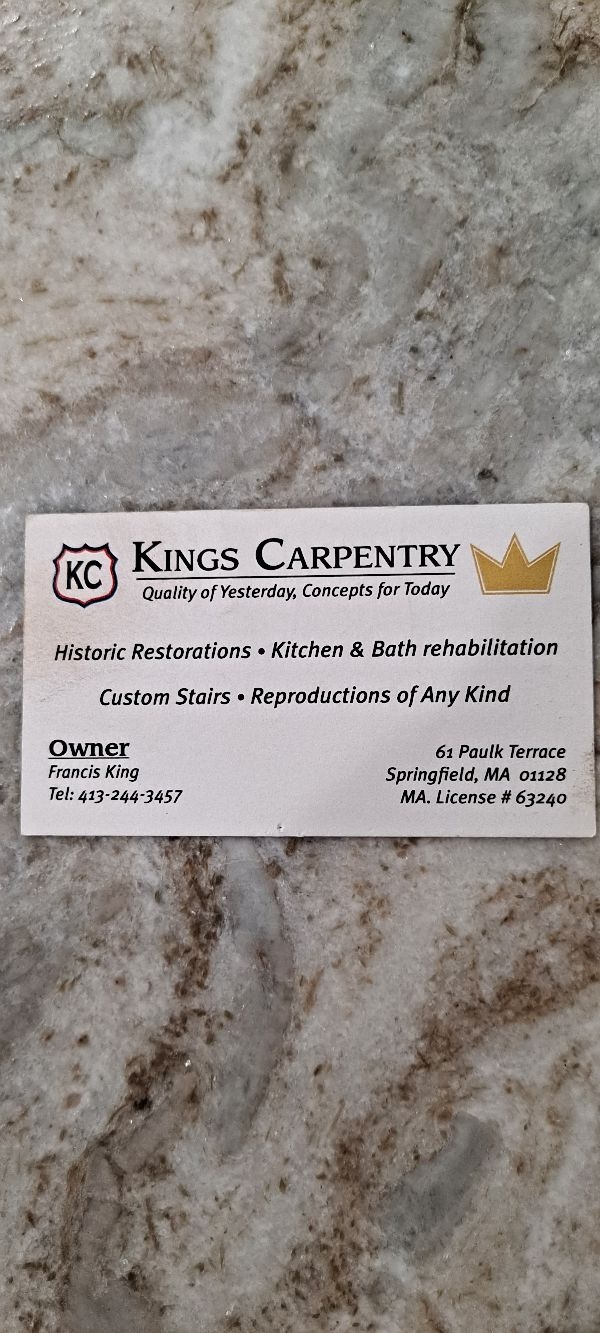 KC
KINGS CARPENTRY
Quality of Yesterday, Concepts for Today
Historic Restorations • Kitchen & Bath rehabilitation
Custom Stairs • Reproductions of Any Kind
Owner
Francis King
Tel: 413-244-3457
61 Paulk Terrace
Springfield, MA 01128
MA. License # 63240